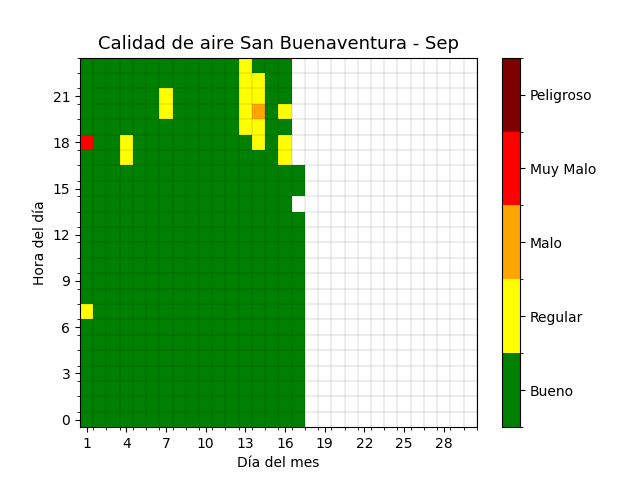 Calidad de aire San Buenaventura - Sep
Hora del día
21
18
15
12
9
6
3
0
1 4 7 10 13 16 19 22 25 28
Día del mes
Peligroso
Muy Malo
Malo
Regular
Bueno